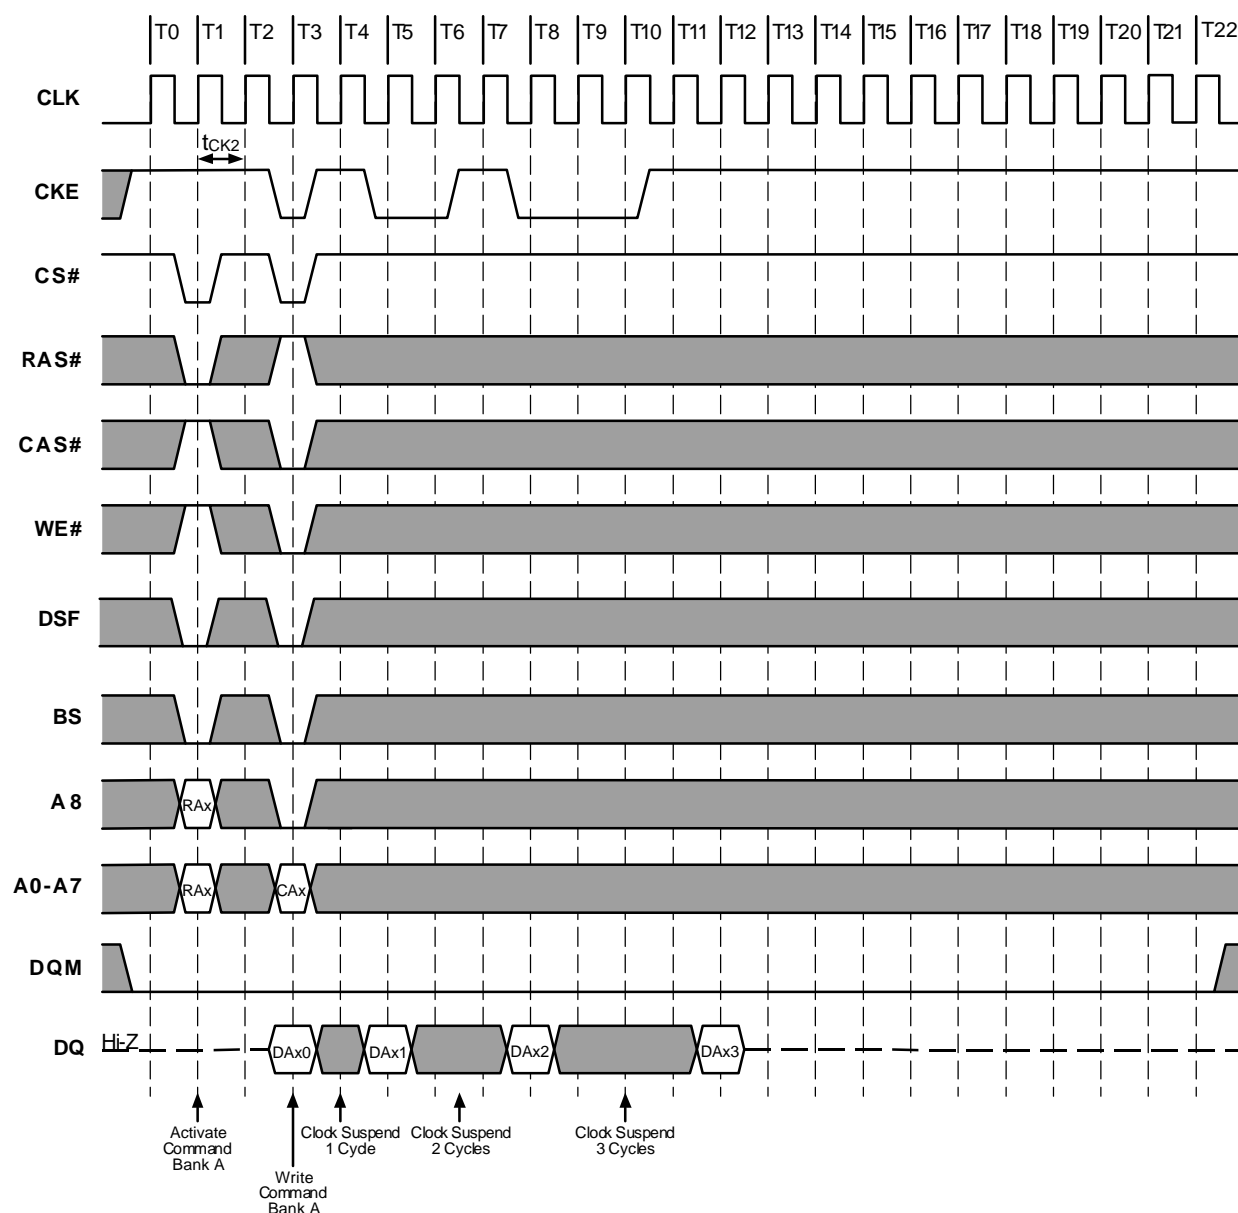 T0 T1 T2 T3 T4 T5 T6 T7 T8 T9 T10 T11 T12 T13 T14 T15 T16 T17 T18 T19 T20 T21 T22
CLK
tCK2
CKE
CS#
RAS#
CAS#
WE#
DSF
BS
A8
RAx
A0-A7
RAx CAx
DQM
DQ Hi-Z
DAx0 DAx1 DAx2 DAx3
Activate
Command
Bank A
Write
Command
Bank A
Clock Suspend
1 Cycle
Clock Suspend
2 Cycles
Clock Suspend
3 Cycles